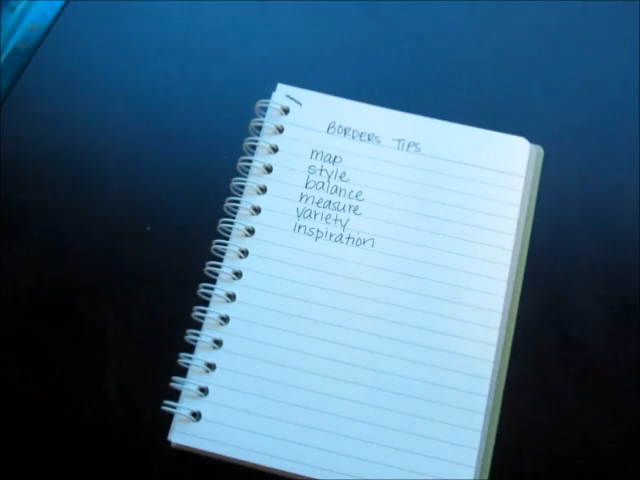 BORDERS TIPS
map
style
balance
measure
variety
inspiration